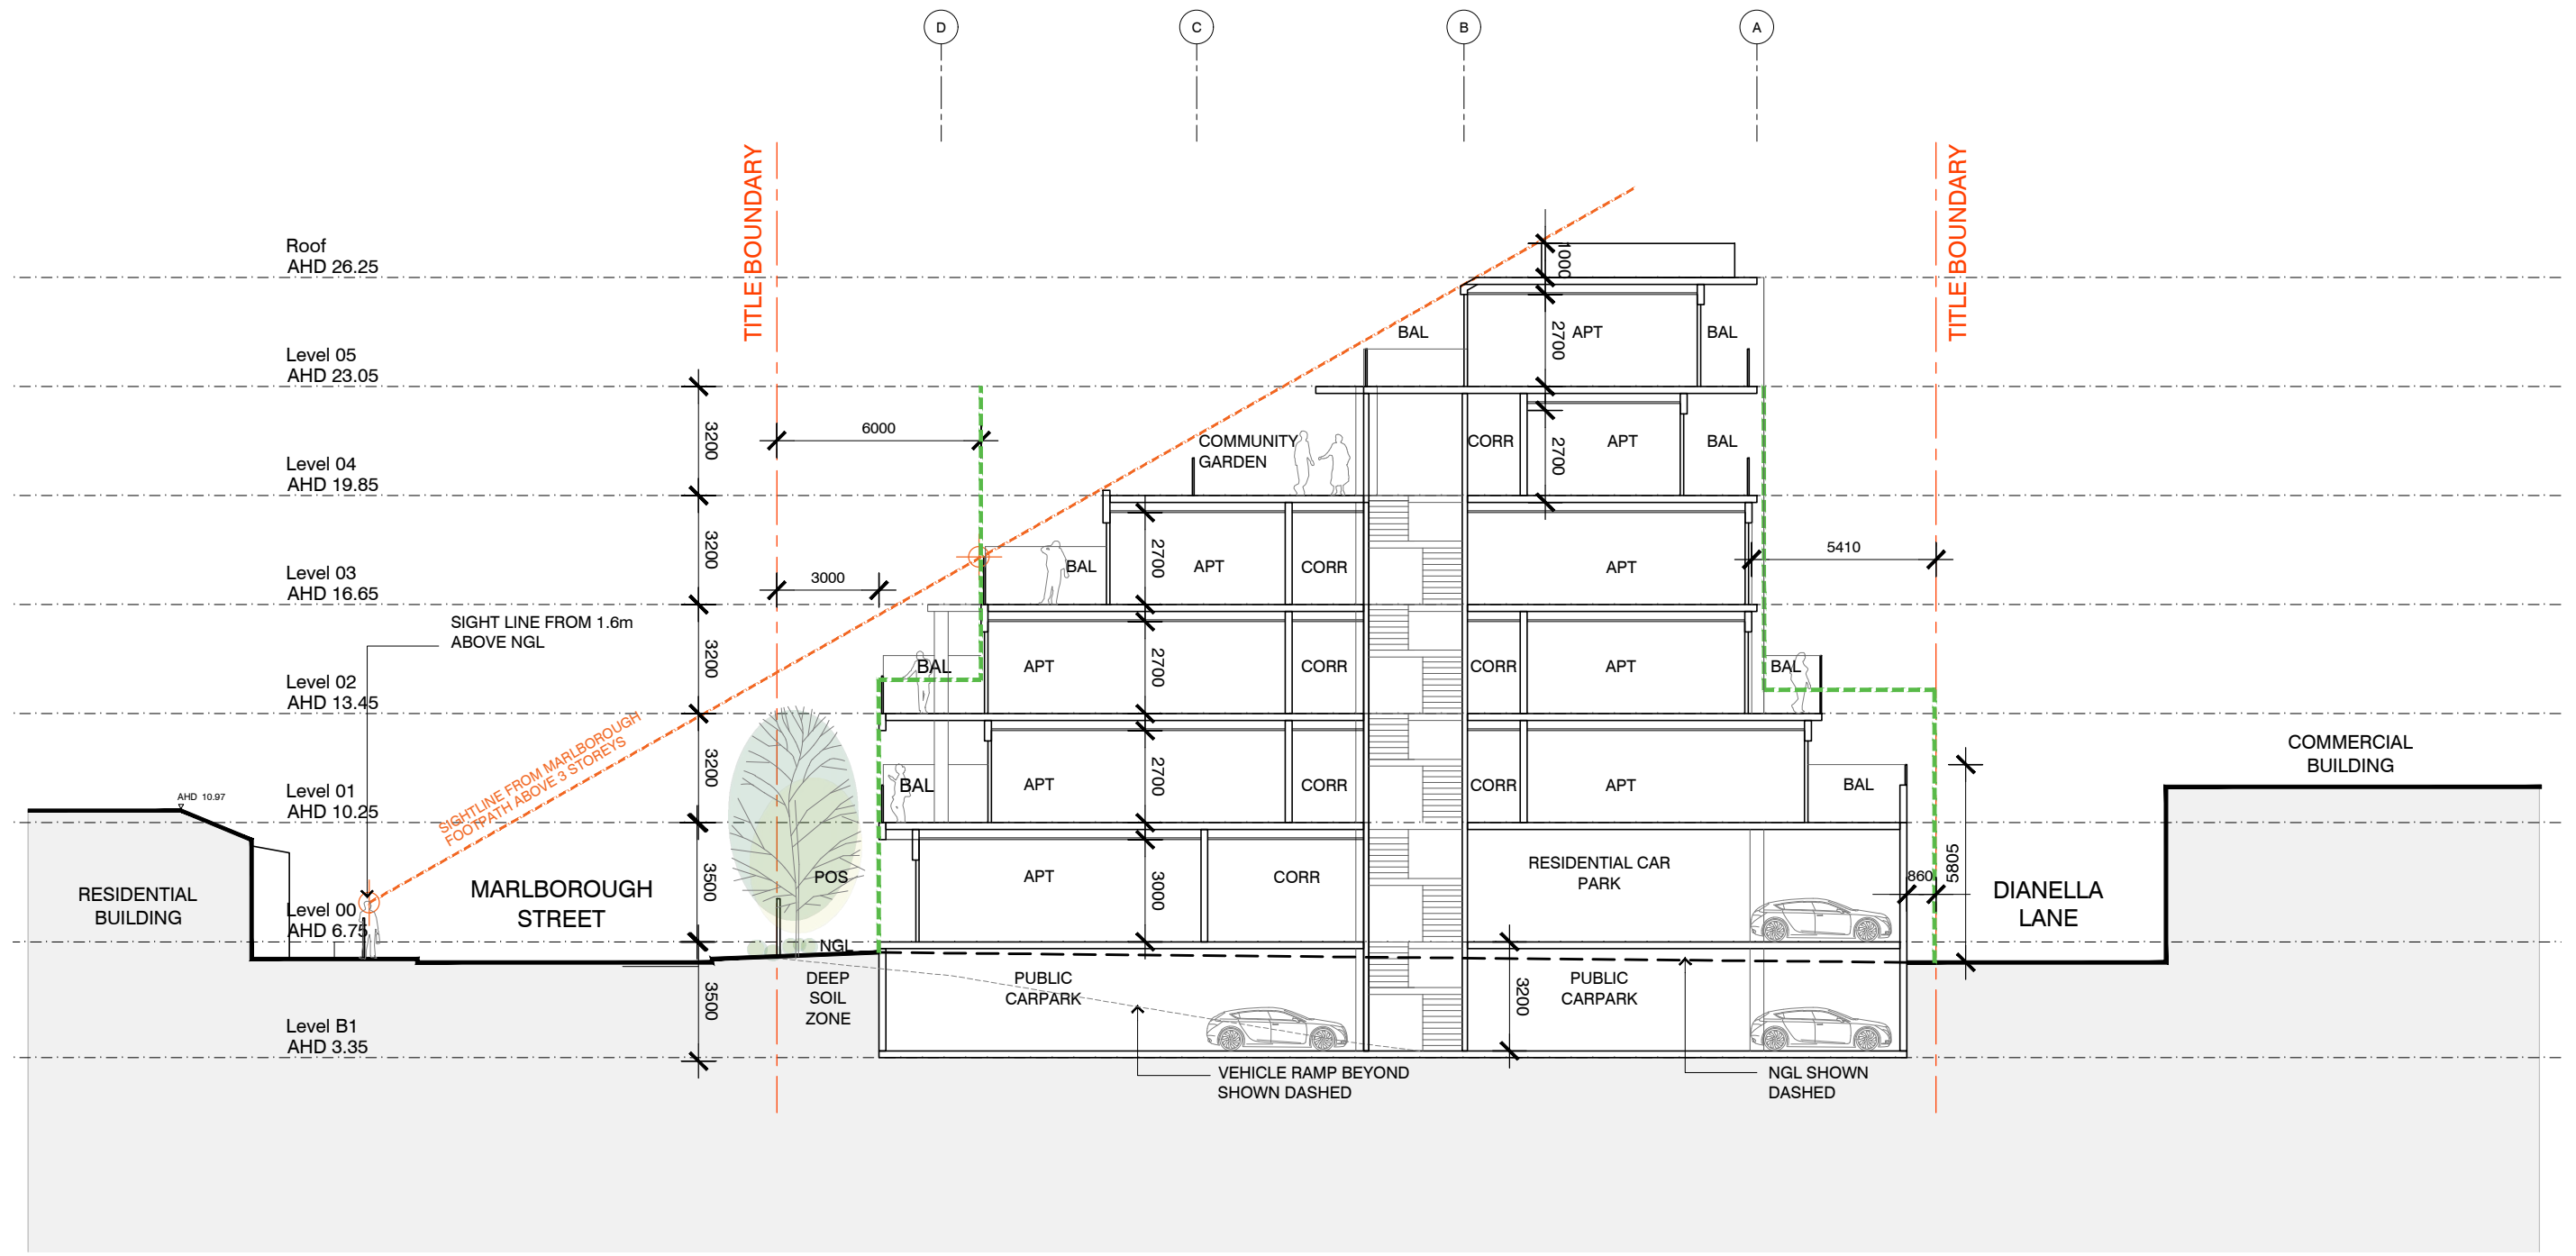 D
C
B
A
TITLE BOUNDARY
TITLE BOUNDARY
Roof
AHD 26.25
1000
BAL
2700
APT
BAL
Level 05
AHD 23.05
3200
6000
COMMUNITY
GARDEN
CORR
2700
APT
BAL
Level 04
AHD 19.85
3200
BAL
2700
APT
CORR
APT
5410
Level 03
AHD 16.65
3000
SIGHT LINE FROM 1.6m
ABOVE NGL
3200
BAL
APT
2700
CORR
CORR
APT
BAL
Level 02
AHD 13.45
SIGHTLINE FROM MARLBOROUGH
FOOTPATH ABOVE 3 STOREYS
3200
BAL
APT
2700
CORR
CORR
APT
BAL
COMMERCIAL
BUILDING
Level 01
AHD 10.25
AHD 10.97
RESIDENTIAL
BUILDING
MARLBOROUGH
STREET
3500
POS
APT
3000
CORR
RESIDENTIAL CAR
PARK
860
5805
DIANELLA
LANE
Level 00
AHD 6.75
NGL
3500
DEEP
SOIL
ZONE
PUBLIC
CARPARK
3200
PUBLIC
CARPARK
Level B1
AHD 3.35
VEHICLE RAMP BEYOND
SHOWN DASHED
NGL SHOWN
DASHED